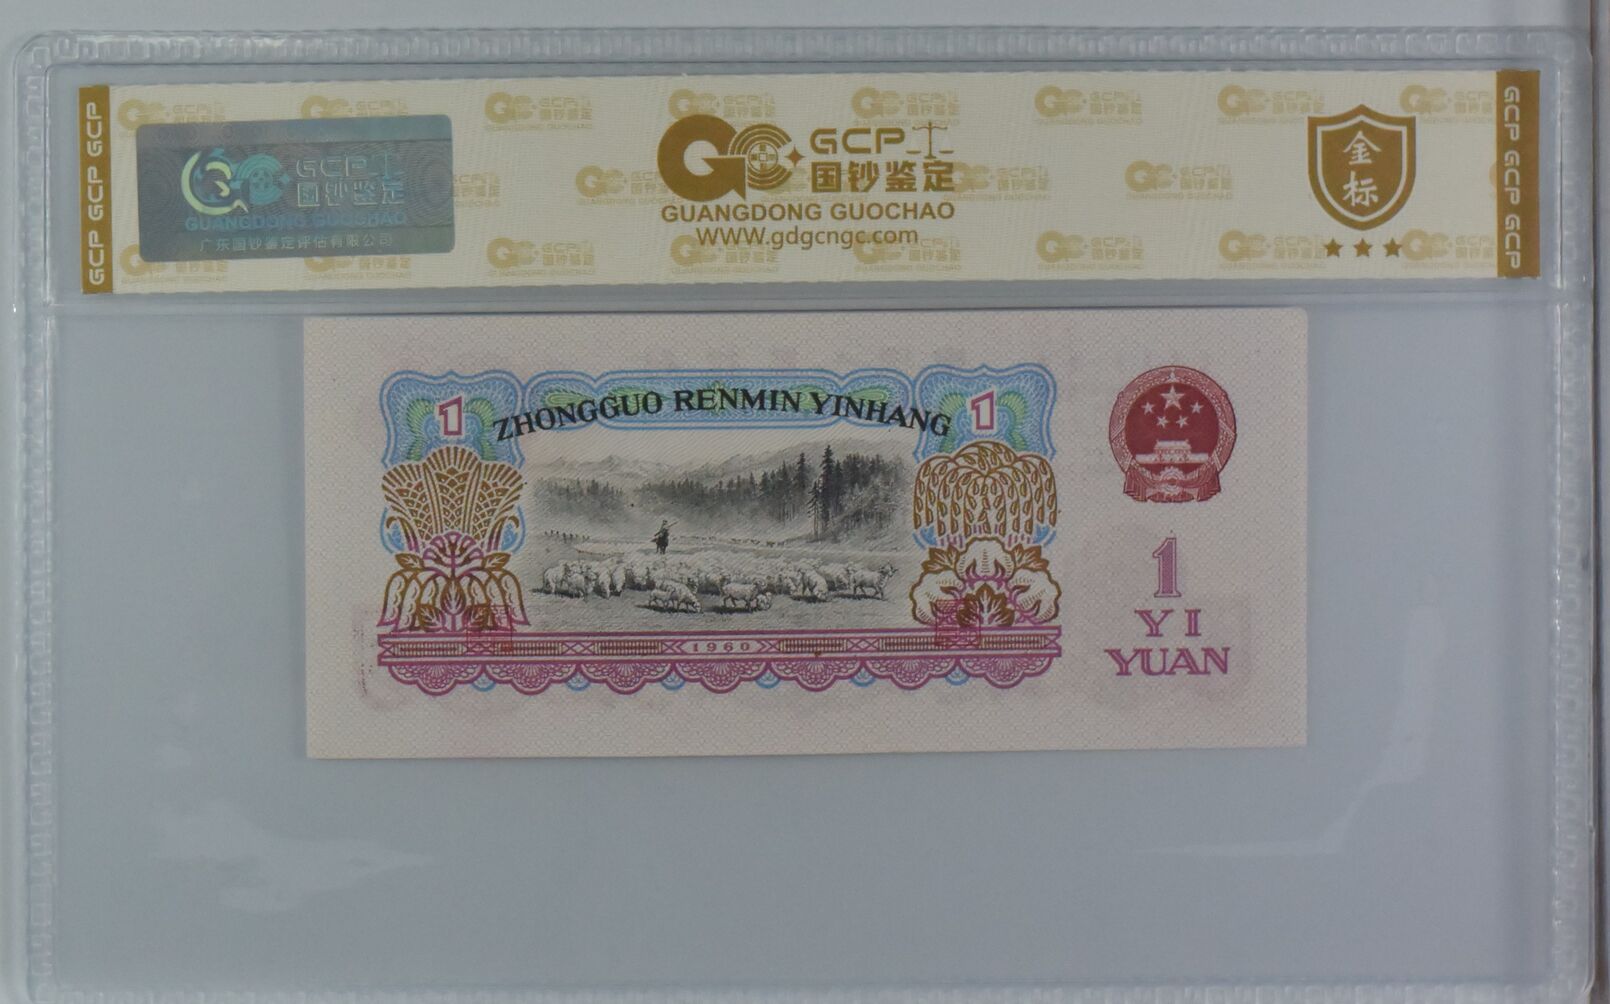 GCP GCP GCP
GCP
国钞鉴定
GUANGDONG GUOCHAO
广东国钞鉴定评估有限公司
GCP
国钞鉴定
GUANGDONG GUOCHAO
WWW.gdgcngc.com
金
标
GCP GCP GCP
1
ZHONGGUO RENMIN YINHANG
1
1960
1
YI
YUAN